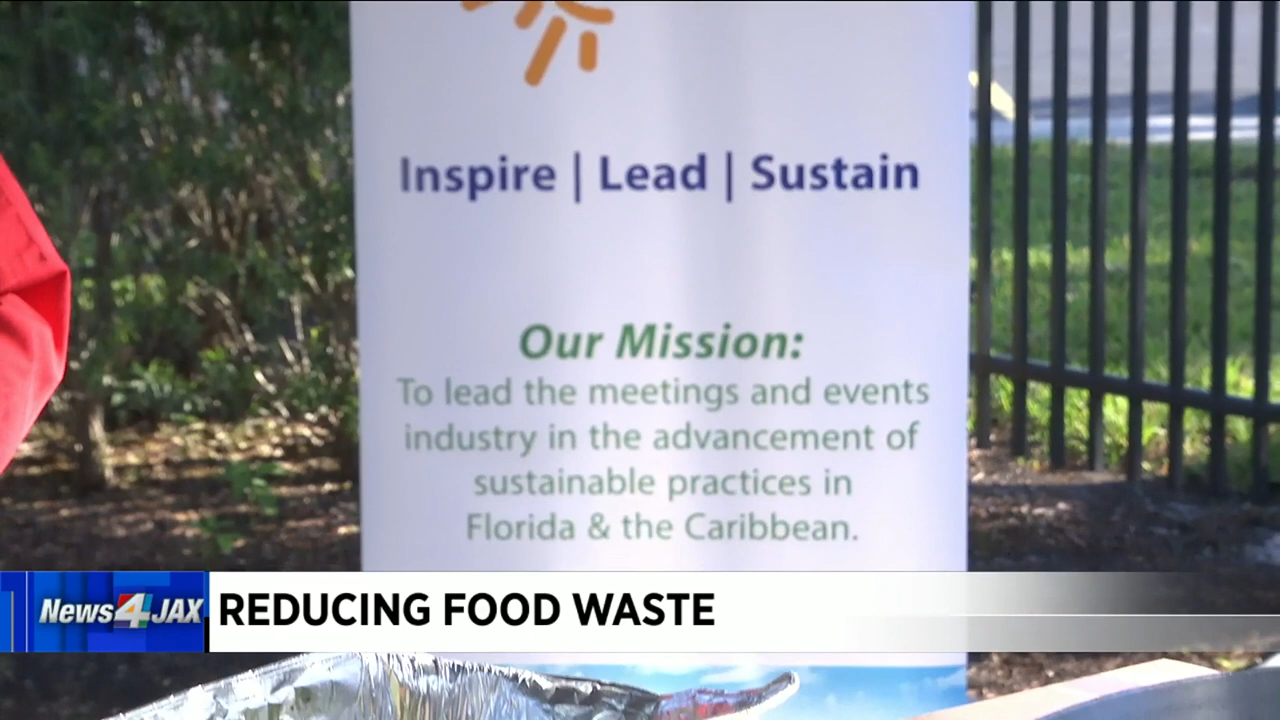 Inspire | Lead | Sustain
Our Mission:
To lead the meetings and events
industry in the advancement of
sustainable practices in
Florida & the Caribbean.
News4JAX
REDUCING FOOD WASTE